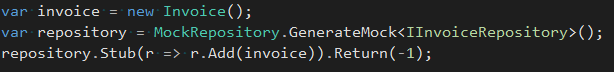 var invoice = new Invoice();
var repository = MockRepository.GenerateMock<IInvoiceRepository>();
repository.Stub(r => r.Add(invoice)).Return(-1);